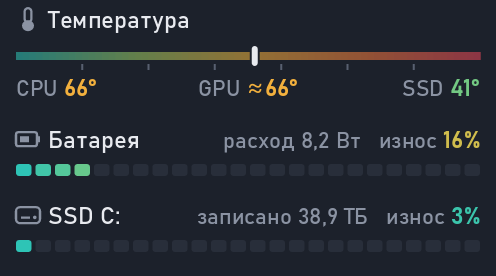 Температура
CPU 66° GPU ≈66° SSD 41°
Батарея расход 8,2 Вт износ 16%
SSD C: записано 38,9 ТБ износ 3%